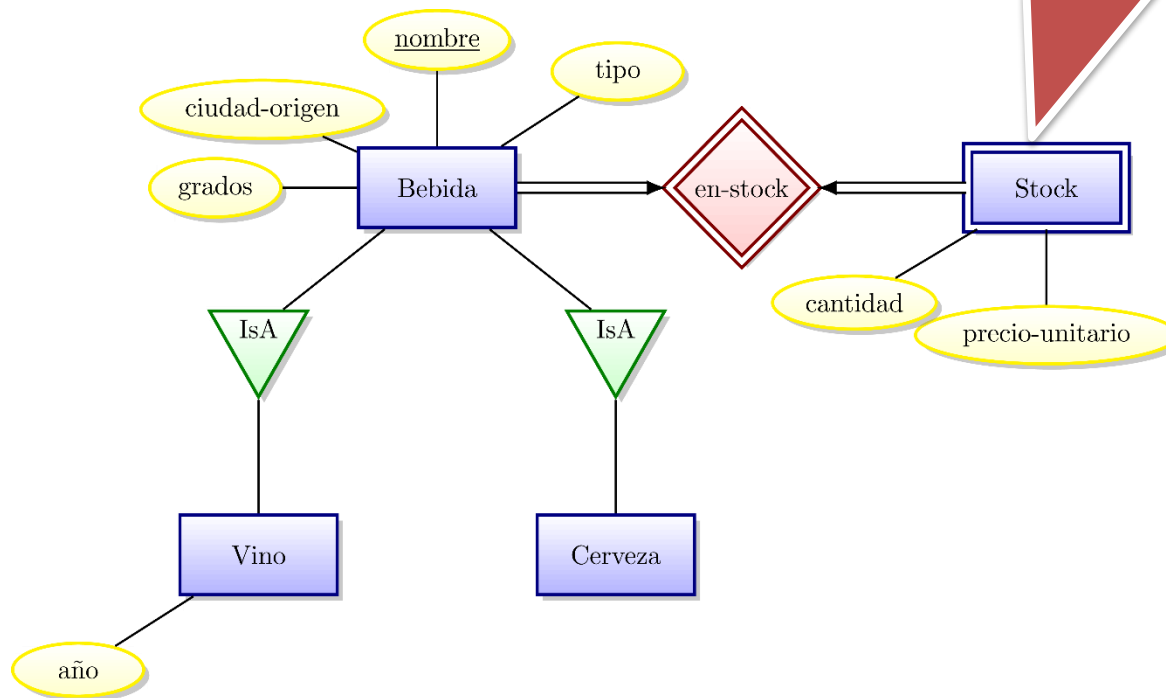 nombre
tipo
ciudad-origen
grados
Bebida
en-stock
Stock
cantidad
precio-unitario
IsA
IsA
Vino
Cerveza
año